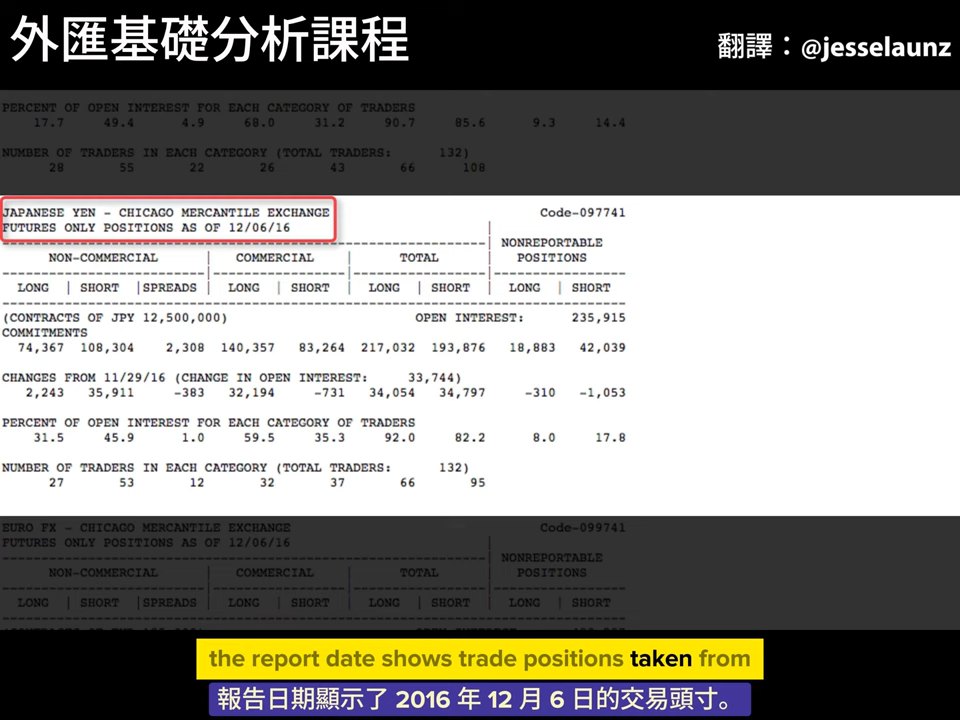 外匯基礎分析課程
翻譯：@jesselaunz
PERCENT OF OPEN INTEREST FOR EACH CATEGORY OF TRADERS
17.7 49.4 4.9 68.0 31.2 90.7 85.6 9.3 14.4
NUMBER OF TRADERS IN EACH CATEGORY (TOTAL TRADERS: 132)
28 55 22 26 43 66 108
JAPANESE YEN - CHICAGO MERCANTILE EXCHANGE Code-097741
FUTURES ONLY POSITIONS AS OF 12/06/16 |
--------------------------------------------------------------| NONREPORTABLE
NON-COMMERCIAL | COMMERCIAL | TOTAL | POSITIONS
LONG | SHORT |SPREADS | LONG | SHORT | LONG | SHORT | LONG | SHORT
(CONTRACTS OF JPY 12,500,000) OPEN INTEREST: 235,915
COMMITMENTS
74,367 108,304 2,308 140,357 83,264 217,032 193,876 18,883 42,039
CHANGES FROM 11/29/16 (CHANGE IN OPEN INTEREST: 33,744)
2,243 35,911 -383 32,194 -731 34,054 34,797 -310 -1,053
PERCENT OF OPEN INTEREST FOR EACH CATEGORY OF TRADERS
31.5 45.9 1.0 59.5 35.3 92.0 82.2 8.0 17.8
NUMBER OF TRADERS IN EACH CATEGORY (TOTAL TRADERS: 132)
27 53 12 32 37 66 95
EURO FX - CHICAGO MERCANTILE EXCHANGE Code-099741
FUTURES ONLY POSITIONS AS OF 12/06/16 |
--------------------------------------------------------------| NONREPORTABLE
NON-COMMERCIAL | COMMERCIAL | TOTAL | POSITIONS
LONG | SHORT |SPREADS | LONG | SHORT | LONG | SHORT | LONG | SHORT
the report date shows trade positions taken from
報告日期顯示了 2016 年 12 月 6 日的交易頭寸。